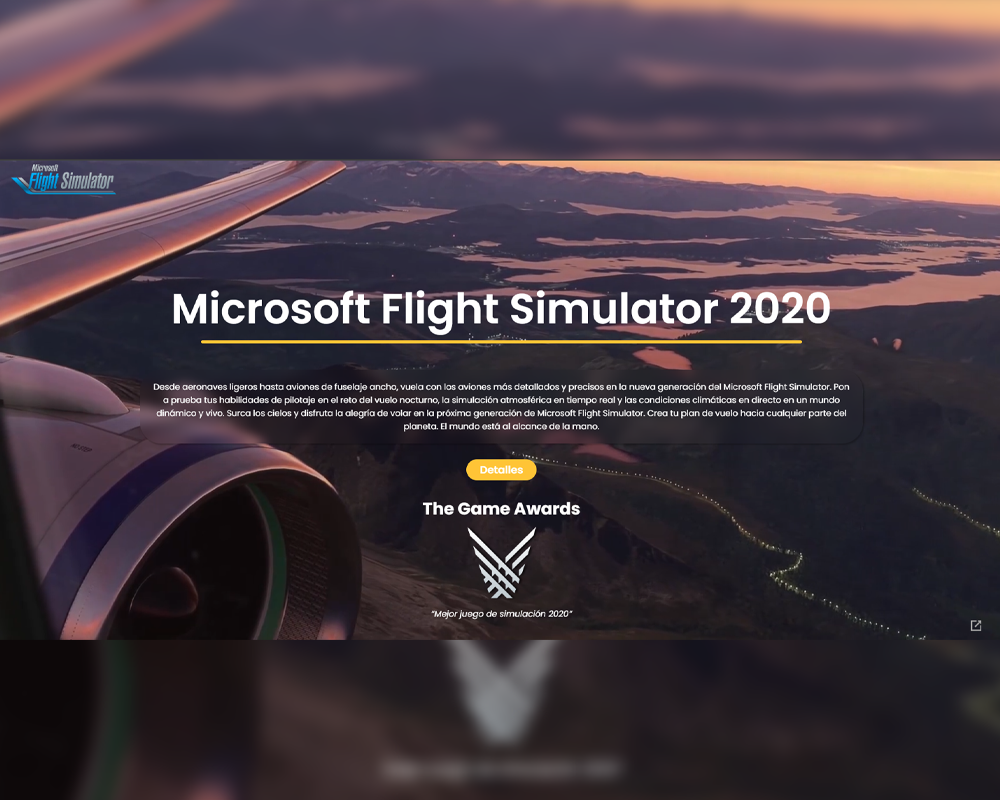 Microsoft
Flight Simulator
Microsoft Flight Simulator 2020
Desde aeronaves ligeros hasta aviones de fuselaje ancho, vuela con los aviones más detallados y precisos en la nueva generación del Microsoft Flight Simulator. Pon
a prueba tus habilidades de pilotaje en el reto del vuelo nocturno, la simulación atmosférica en tiempo real y las condiciones climáticas en directo en un mundo
dinámico y vivo. Surca los cielos y disfruta la alegría de volar en la próxima generación de Microsoft Flight Simulator. Crea tu plan de vuelo hacia cualquier parte del
planeta. El mundo está al alcance de la mano.
Detalles
The Game Awards
"Mejor juego de simulación 2020"